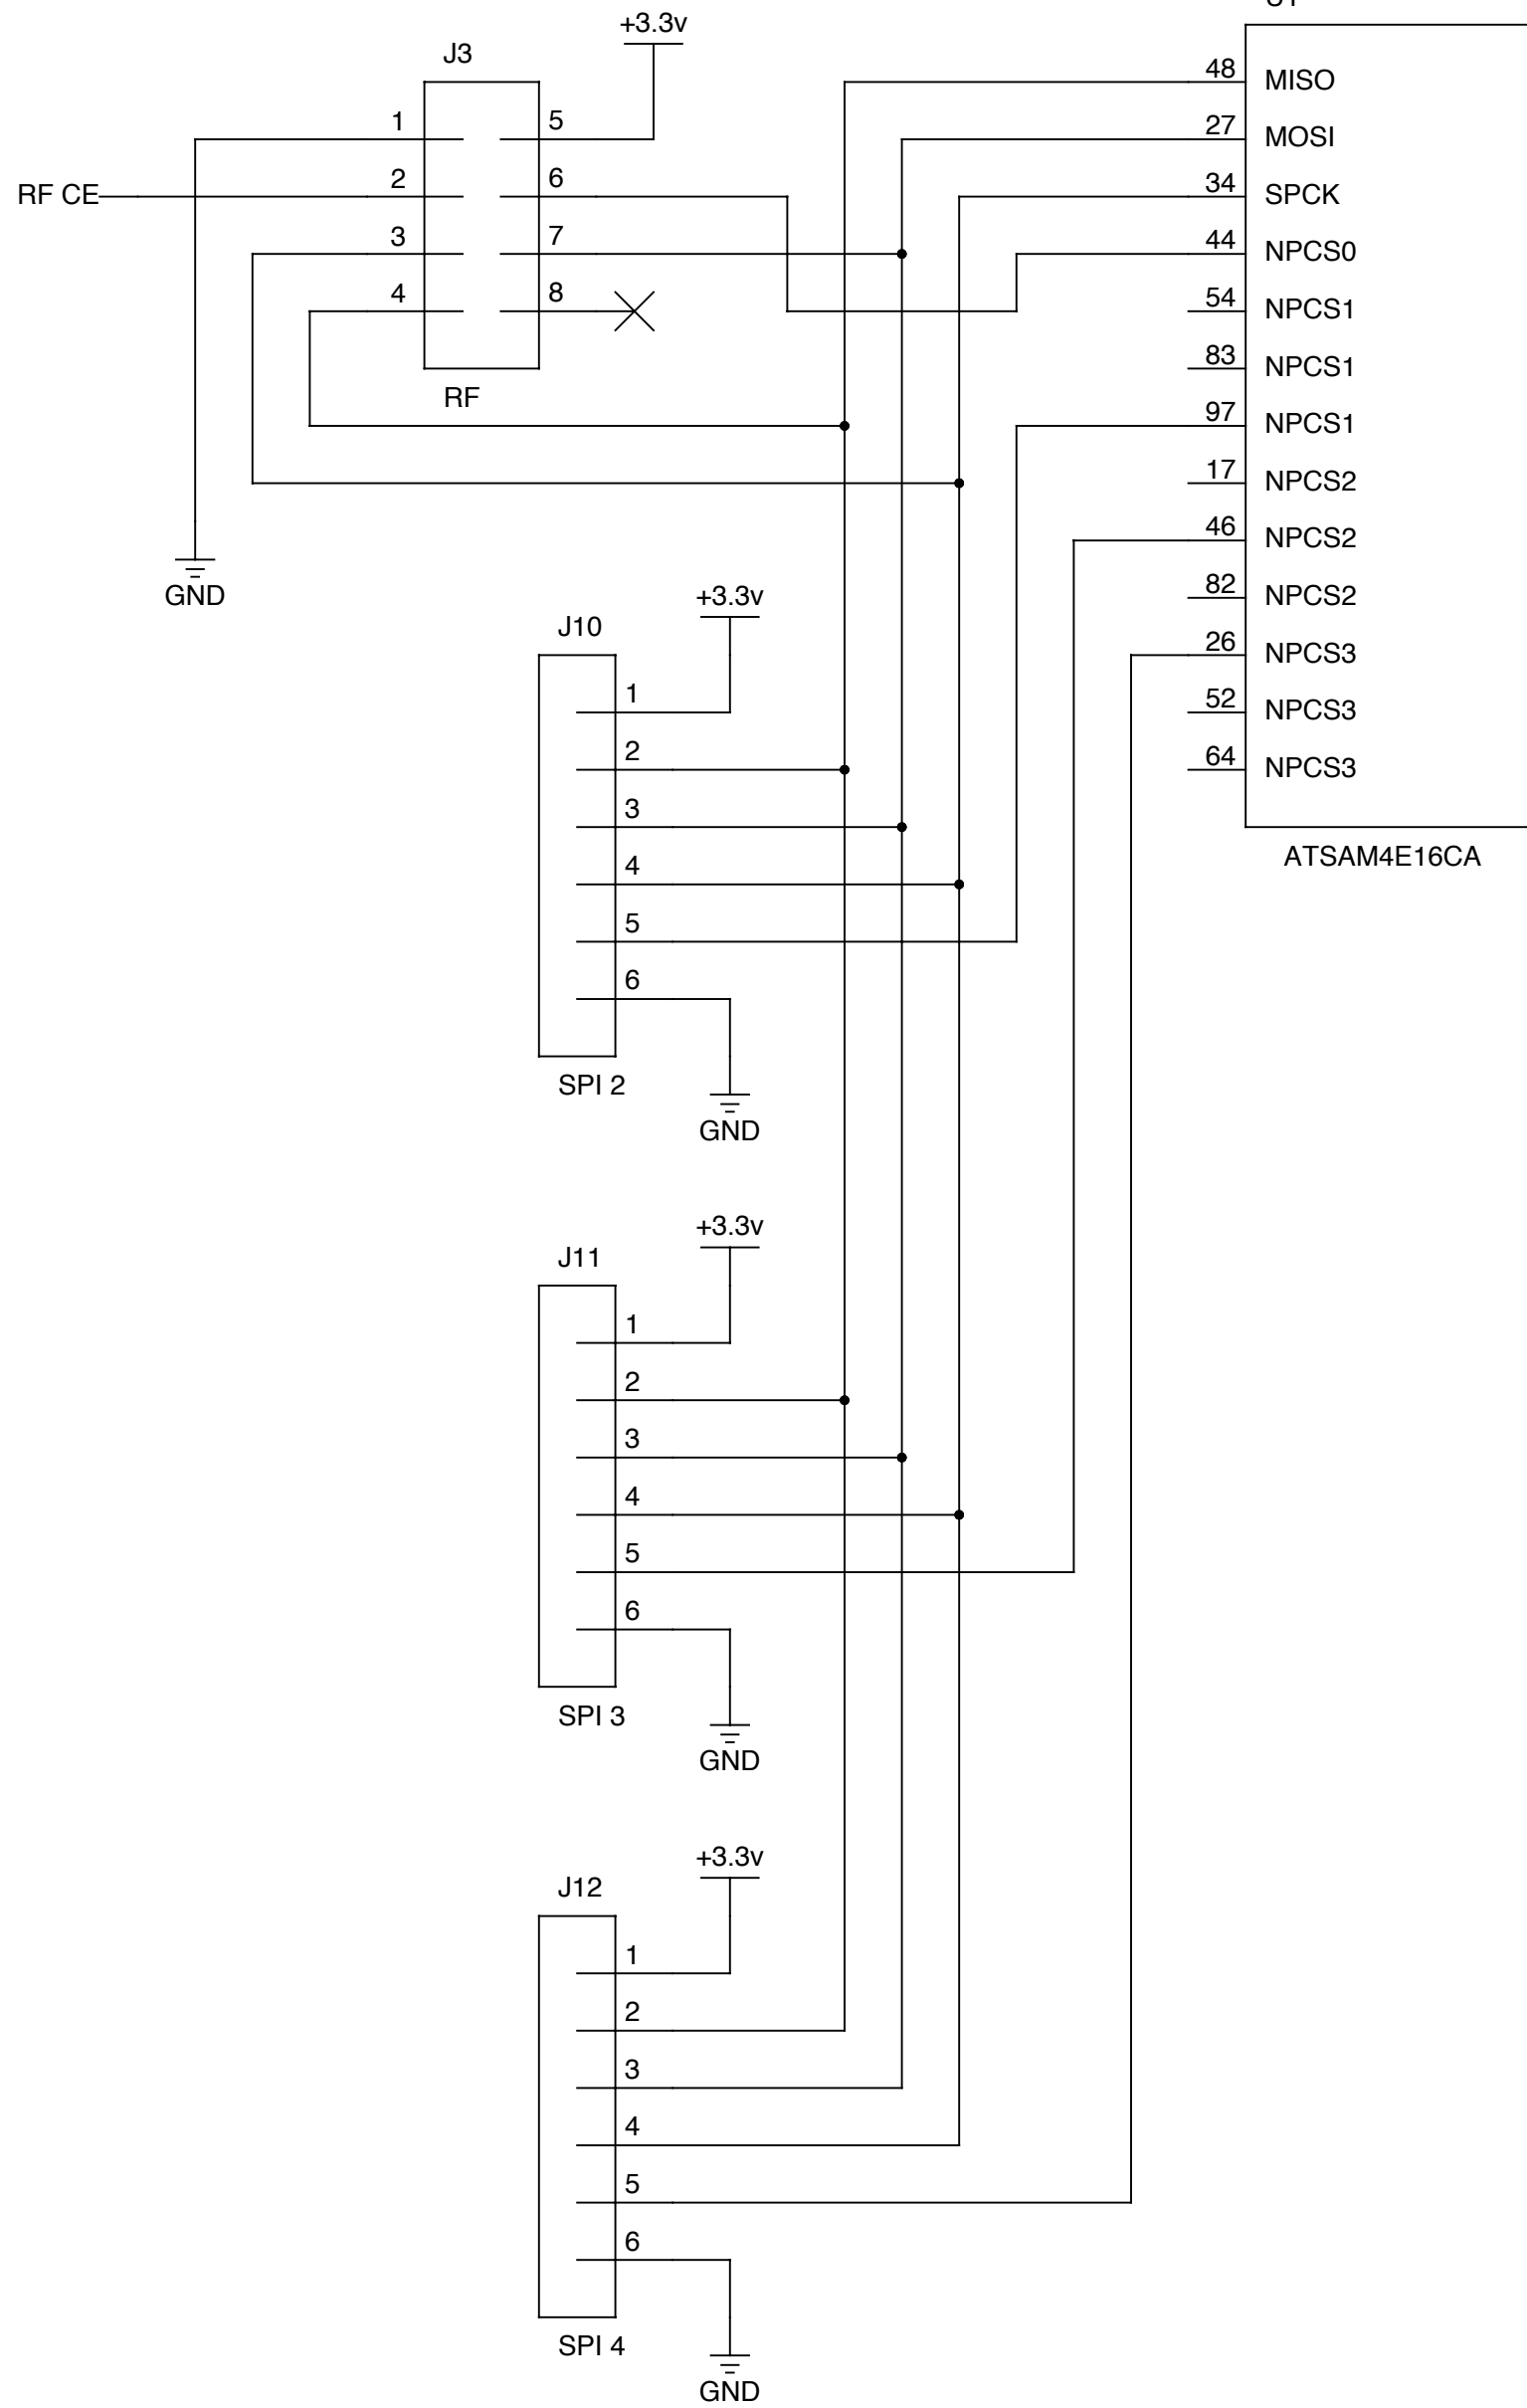 +3.3v
J3
1
2
3
4
5
6
7
8
RF CE
RF
GND
48 MISO
27 MOSI
34 SPCK
44 NPCS0
54 NPCS1
83 NPCS1
97 NPCS1
17 NPCS2
46 NPCS2
82 NPCS2
26 NPCS3
52 NPCS3
64 NPCS3
ATSAM4E16CA
+3.3v
J10
1
2
3
4
5
6
SPI 2
GND
+3.3v
J11
1
2
3
4
5
6
SPI 3
GND
+3.3v
J12
1
2
3
4
5
6
SPI 4
GND